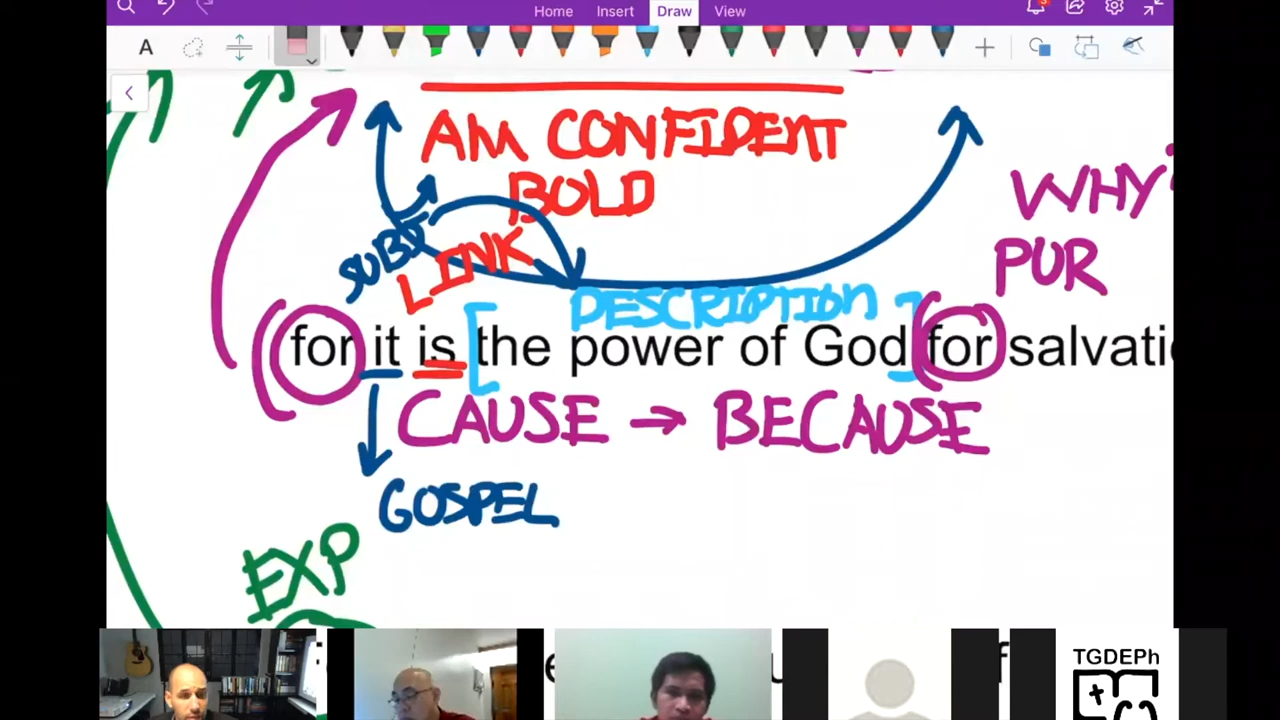 Home Insert Draw View
A
AM CONFIDENT
BOLD
WHY
PUR
SUBJ
LINK
DESCRIPTION
for it is the power of God for salvati
CAUSE → BECAUSE
GOSPEL
EXP
TGDEPh